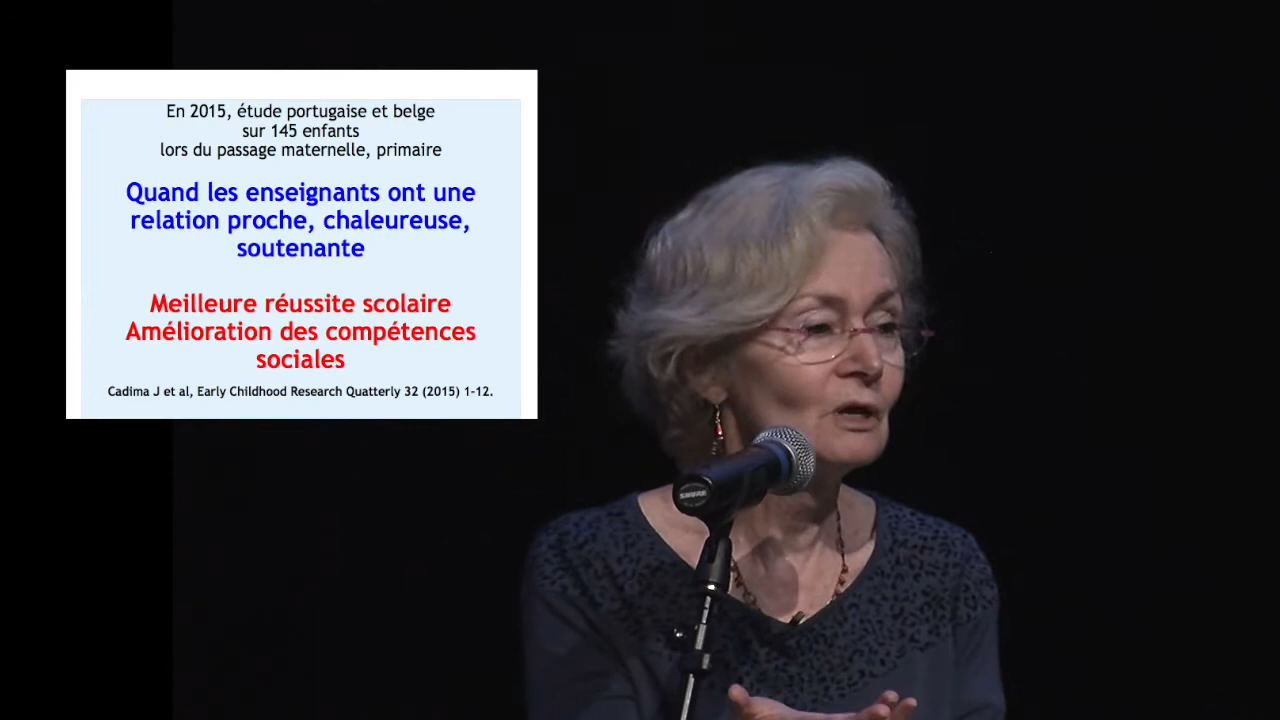 En 2015, étude portugaise et belge
sur 145 enfants
lors du passage maternelle, primaire
Quand les enseignants ont une
relation proche, chaleureuse,
soutenante
Meilleure réussite scolaire
Amélioration des compétences
sociales
Cadima J et al, Early Childhood Research Quatterly 32 (2015) 1-12.
SHURE